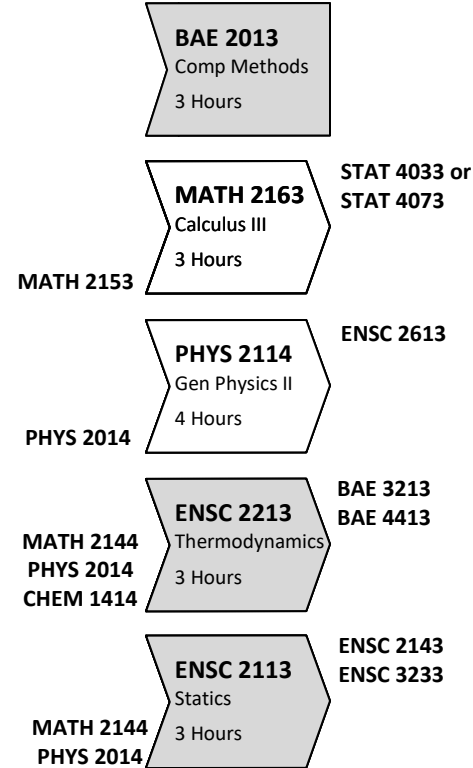 BAE 2013
Comp Methods
3 Hours
STAT 4033 or
STAT 4073
MATH 2163
Calculus III
3 Hours
MATH 2153
ENSC 2613
PHYS 2114
Gen Physics II
4 Hours
PHYS 2014
BAE 3213
BAE 4413
ENSC 2213
Thermodynamics
3 Hours
MATH 2144
PHYS 2014
CHEM 1414
ENSC 2143
ENSC 3233
ENSC 2113
Statics
3 Hours
MATH 2144
PHYS 2014